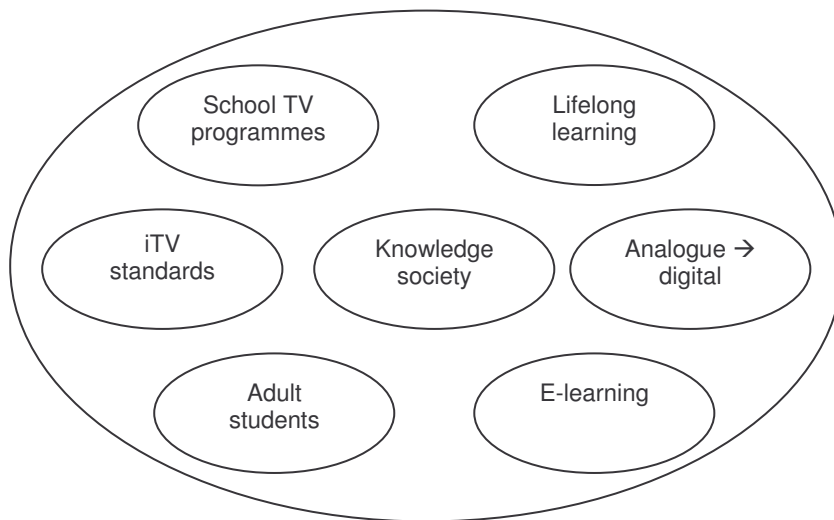 School TV
programmes
Lifelong
learning
iTV
standards
Knowledge
society
Analogue →
digital
Adult
students
E-learning